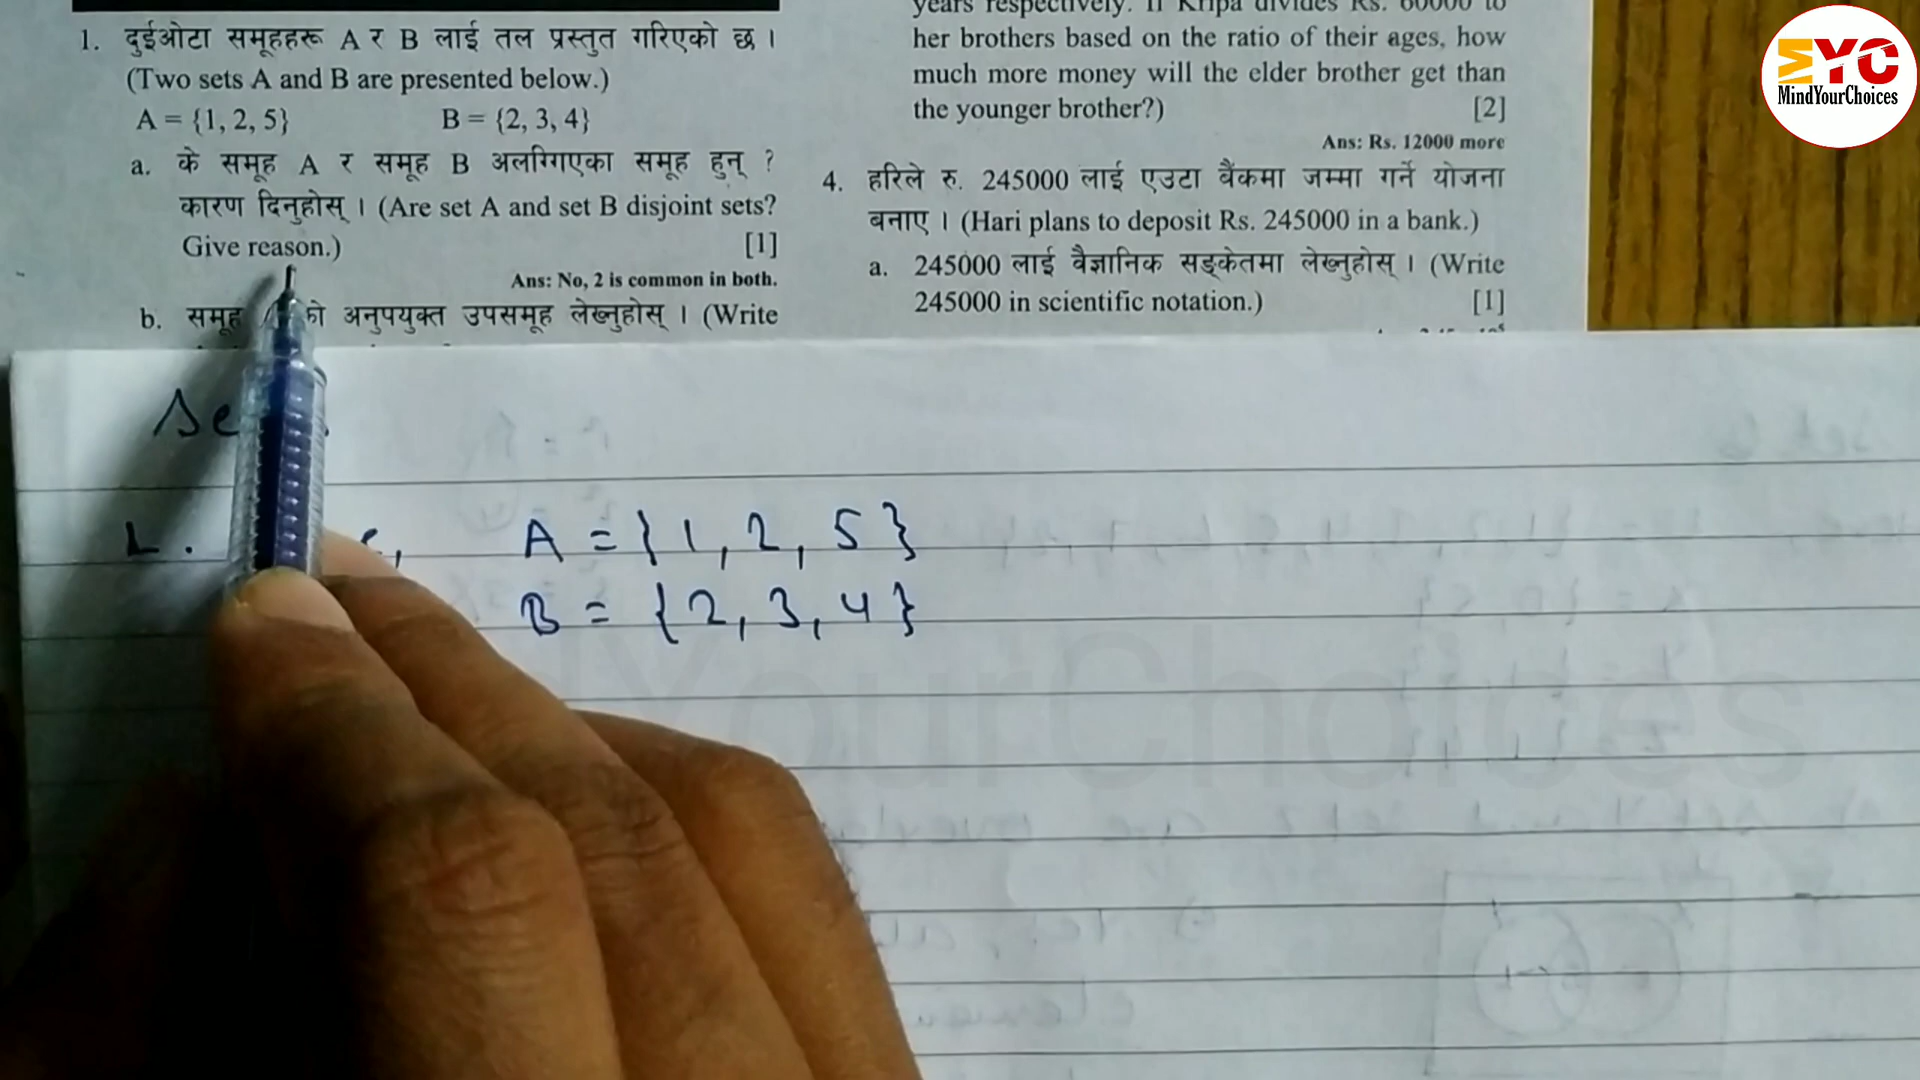 1. दुईओटा समूहहरू A र B लाई तल प्रस्तुत गरिएको छ ।
(Two sets A and B are presented below.)
A = {1, 2, 5} B = {2, 3, 4}
a. के समूह A र समूह B अलग्गिएका समूह हुन् ?
कारण दिनुहोस् । (Are set A and set B disjoint sets?
Give reason.) [1]
Ans: No, 2 is common in both.
b. समूह को अनुपयुक्त उपसमूह लेख्नुहोस् । (Write
years respectively. If Kripa divides Rs. 60000 to
her brothers based on the ratio of their ages, how
much more money will the elder brother get than
the younger brother?) [2]
Ans: Rs. 12000 more
4. हरिले रु. 245000 लाई एउटा बैंकमा जम्मा गर्ने योजना
बनाए । (Hari plans to deposit Rs. 245000 in a bank.)
a. 245000 लाई वैज्ञानिक सङ्केतमा लेख्नुहोस् । (Write
245000 in scientific notation.) [1]
MYC
MindYourChoices
A = {1, 2, 5}
B = {2, 3, 4}
dYourChoices